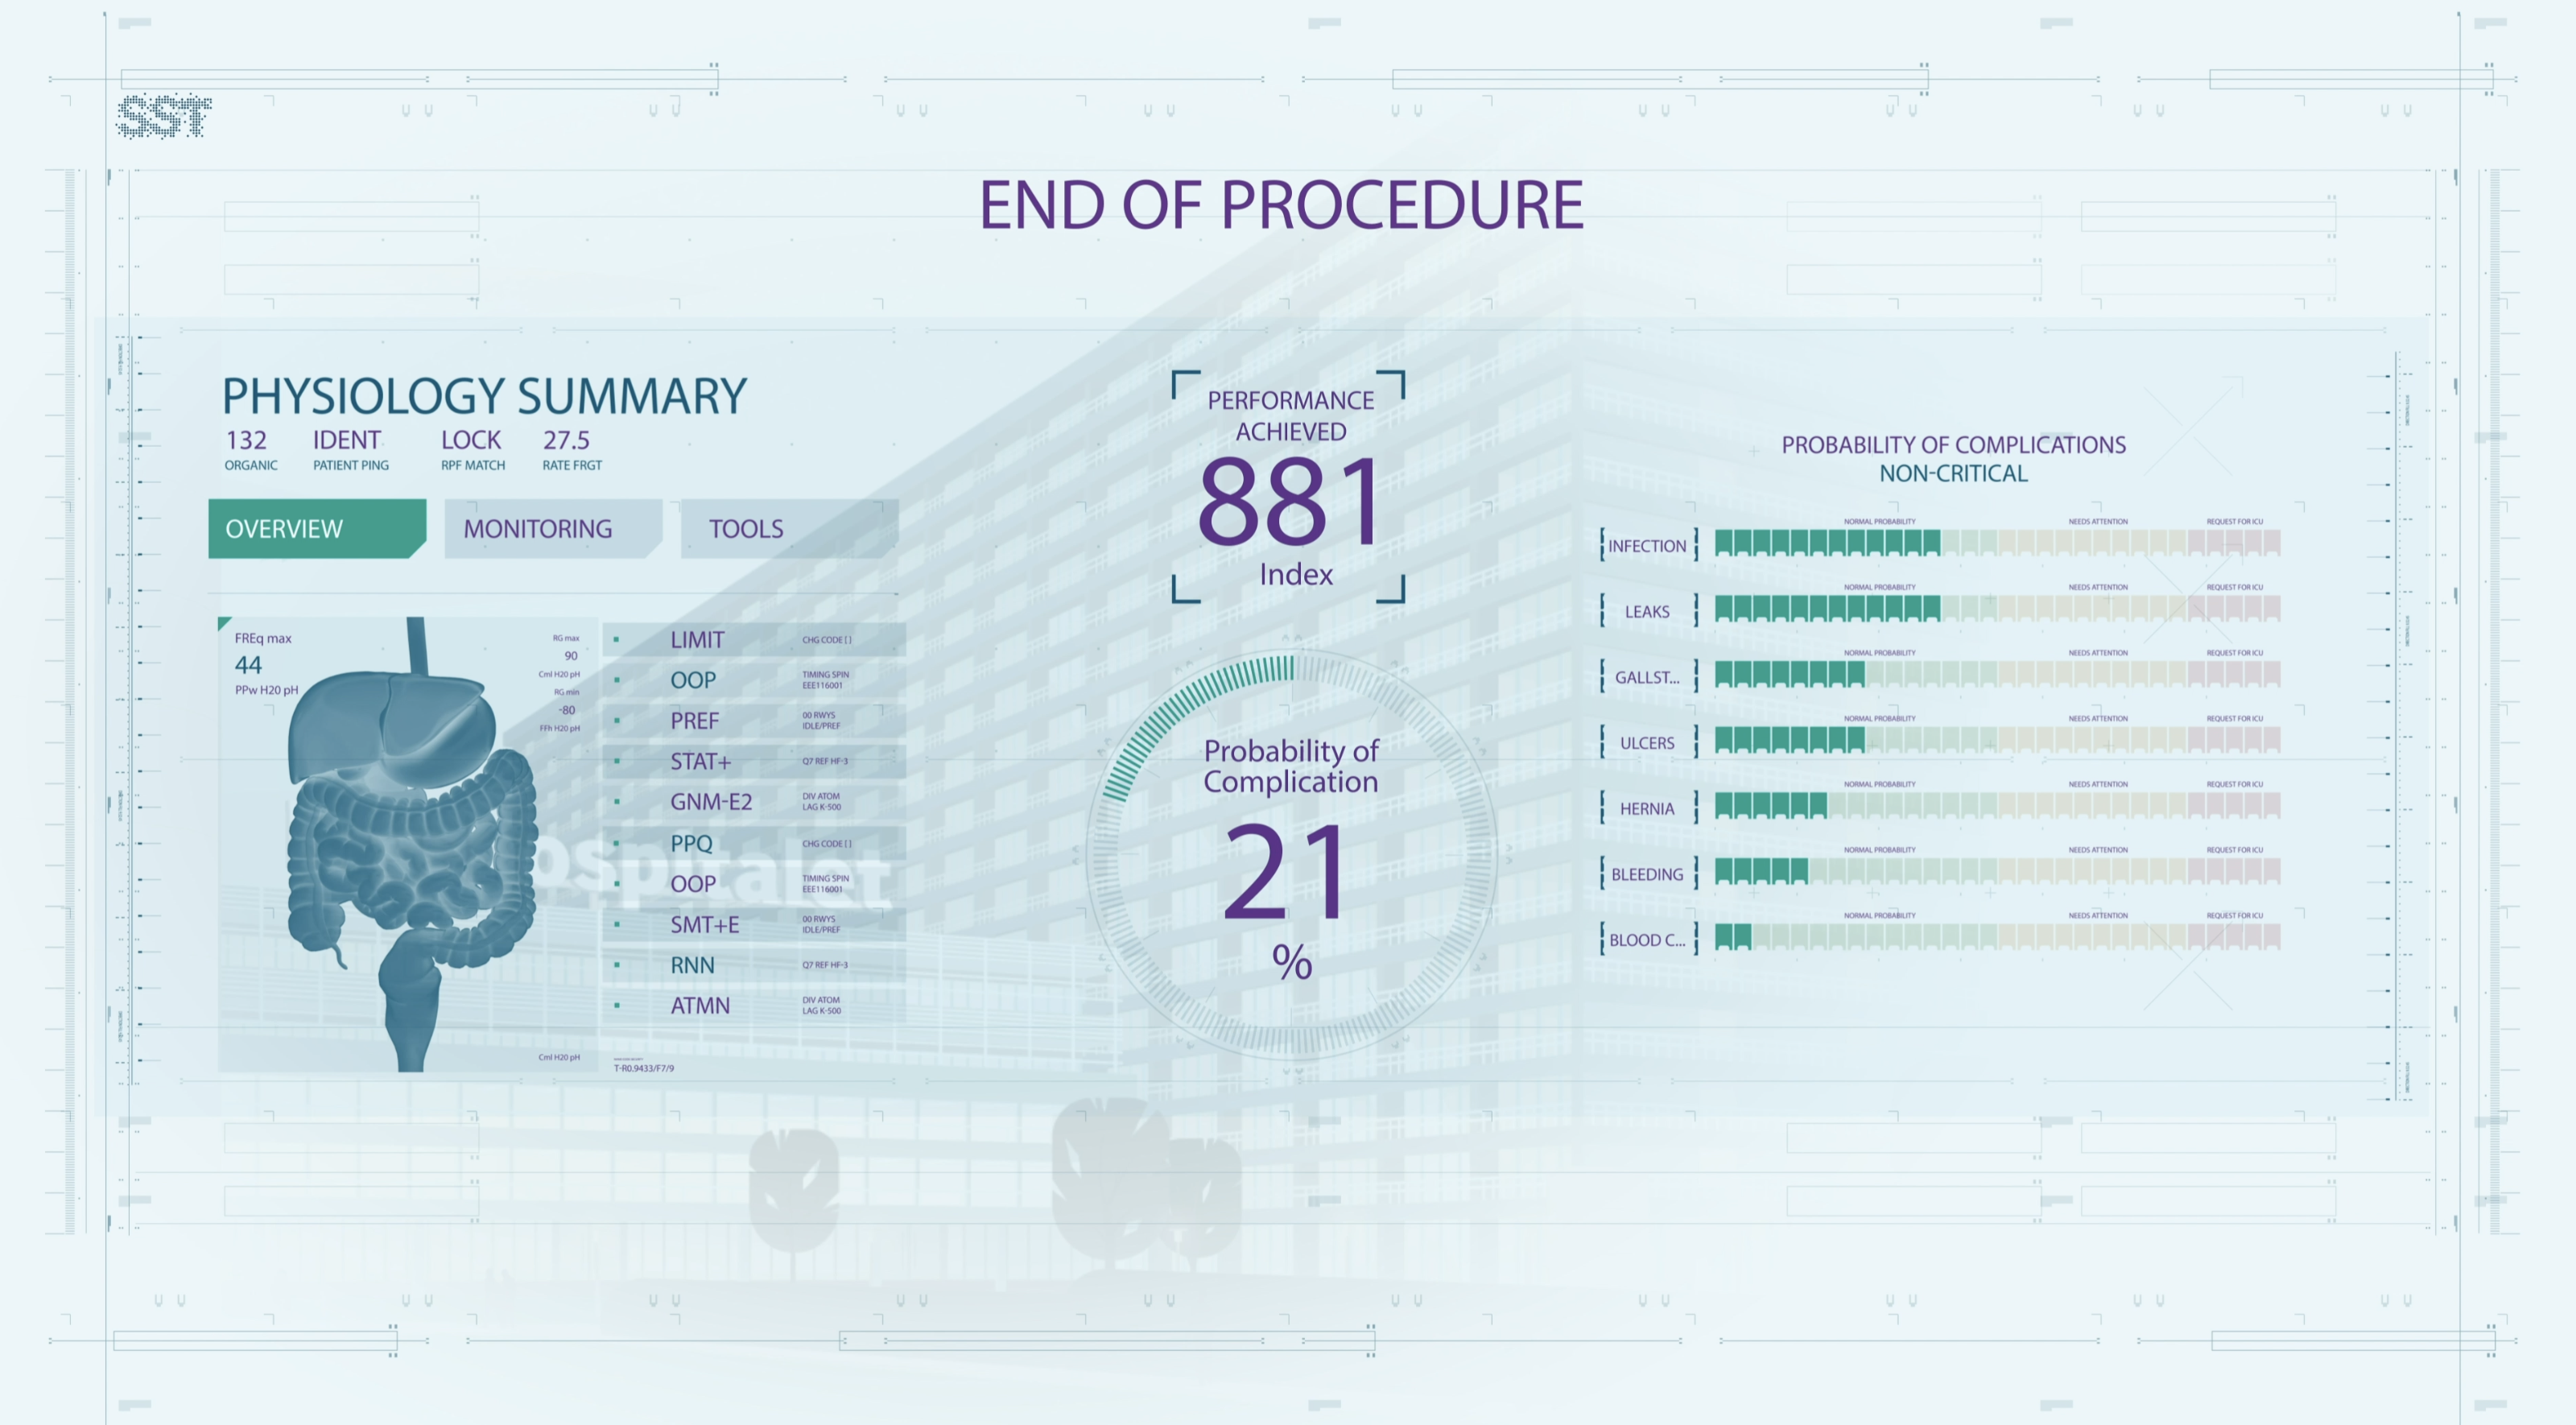 SST
END OF PROCEDURE
PHYSIOLOGY SUMMARY
132 IDENT LOCK 27.5
ORGANIC PATIENT PING RPF MATCH RATE FRGT
OVERVIEW MONITORING TOOLS
FREq max
44
PPw H20 pH
RG max
90
Cml H20 pH
RG min
-80
FFh H20 pH
Cml H20 pH
LIMIT CHG CODE [ ]
OOP TIMING SPIN
EEE116001
PREF 00 RWYS
IDLE/PREF
STAT+ Q7 REF HF-3
GNM-E2 DIV ATOM
LAG K-500
PPQ CHG CODE [ ]
OOP TIMING SPIN
EEE116001
SMT+E 00 RWYS
IDLE/PREF
RNN Q7 REF HF-3
ATMN DIV ATOM
LAG K-500
T-R0.9433/F7/9
ospitalet
PERFORMANCE
ACHIEVED
881
Index
Probability of
Complication
21
%
PROBABILITY OF COMPLICATIONS
NON-CRITICAL
NORMAL PROBABILITY NEEDS ATTENTION REQUEST FOR ICU
INFECTION
NORMAL PROBABILITY NEEDS ATTENTION REQUEST FOR ICU
LEAKS
NORMAL PROBABILITY NEEDS ATTENTION REQUEST FOR ICU
GALLST...
NORMAL PROBABILITY NEEDS ATTENTION REQUEST FOR ICU
ULCERS
NORMAL PROBABILITY NEEDS ATTENTION REQUEST FOR ICU
HERNIA
NORMAL PROBABILITY NEEDS ATTENTION REQUEST FOR ICU
BLEEDING
NORMAL PROBABILITY NEEDS ATTENTION REQUEST FOR ICU
BLOOD C...